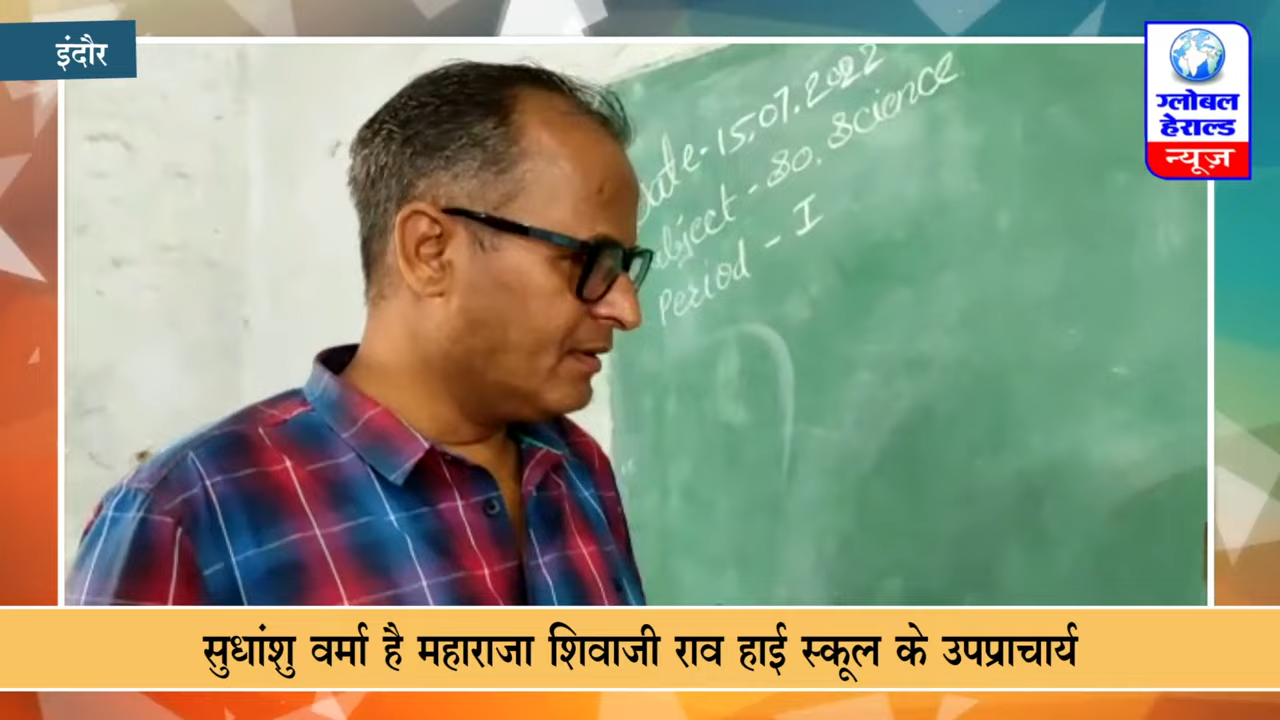 इंदौर
ग्लोबल
हेराल्ड
न्यूज़
Date-15.07.2022
Subject - So. Science
Period - I
सुधांशु वर्मा है महाराजा शिवाजी राव हाई स्कूल के उपप्राचार्य